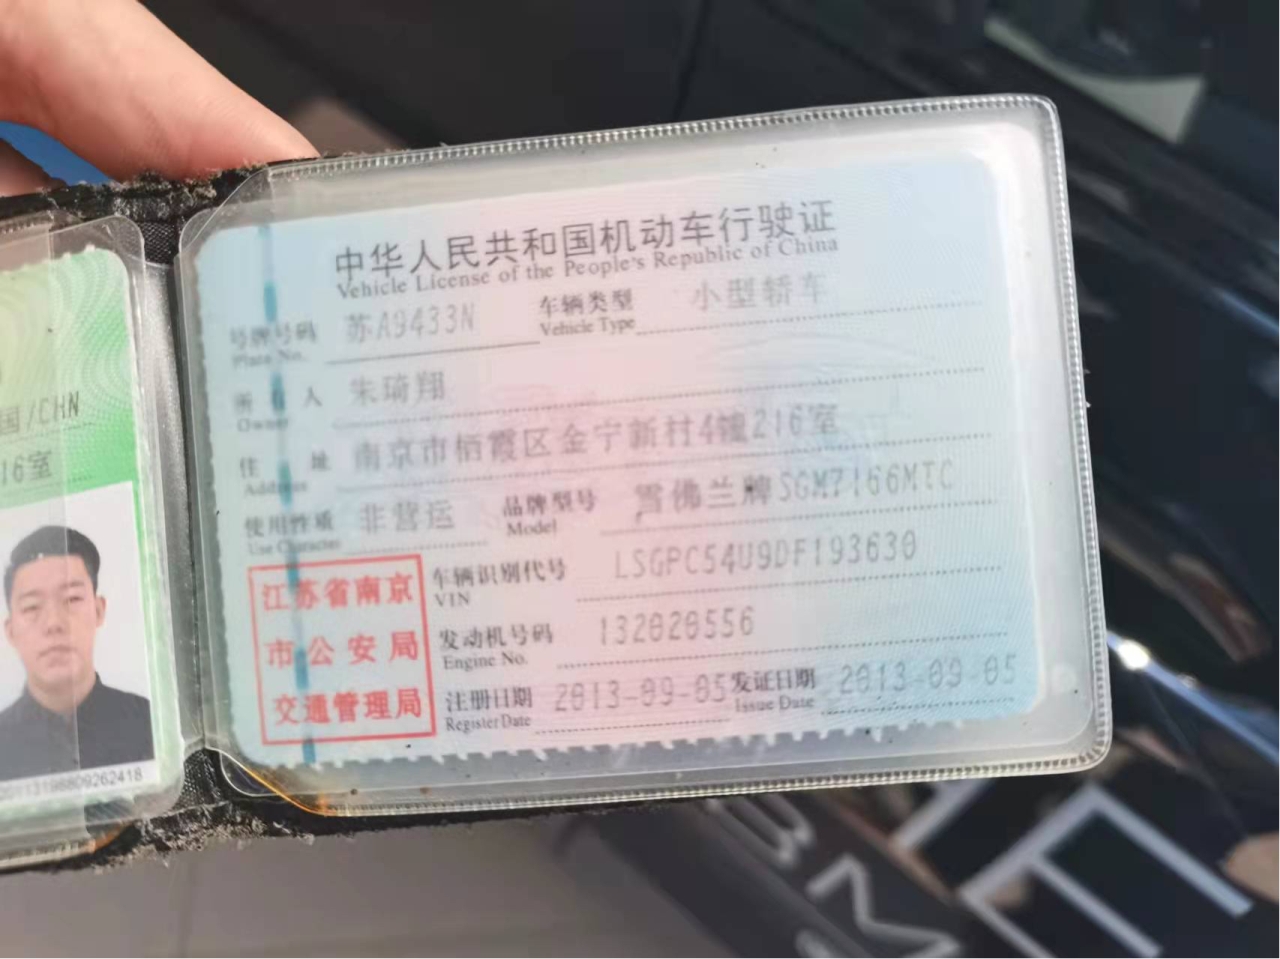 中华人民共和国机动车行驶证
Vehicle License of the People's Republic of China
号牌号码 苏A9433N 车辆类型 小型轿车
Plate No. Vehicle Type
所有人 朱琦翔
Owner
住址 南京市栖霞区金宁新村4幢216室
Address
使用性质 非营运 品牌型号 雪佛兰牌SGM7166MTC
Use Character Model
江苏省南京
市公安局
交通管理局
车辆识别代号 LSGPC54U9DF193630
VIN
发动机号码 132020556
Engine No.
注册日期 2013-09-05 发证日期 2013-09-05
Register Date Issue Date
国/CHN
16室
198809262418